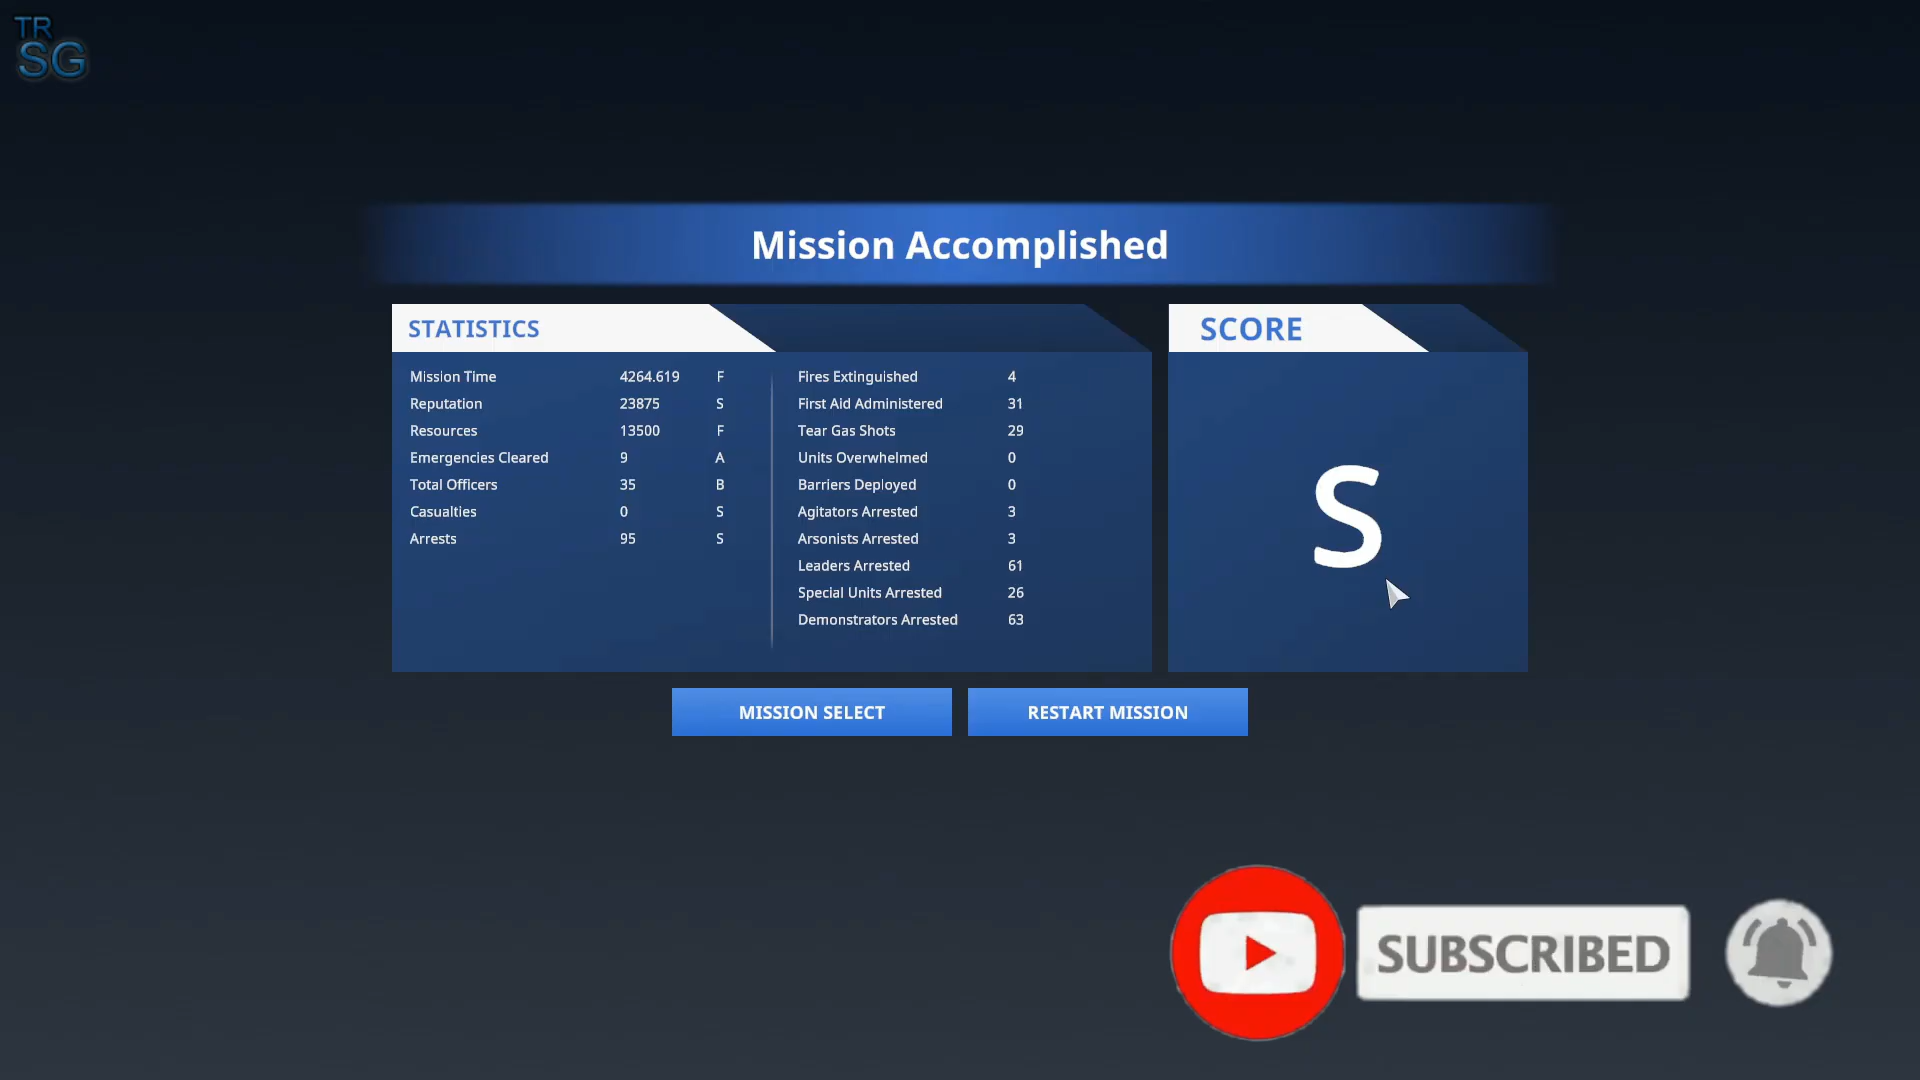 TR
SG
Mission Accomplished
STATISTICS
Mission Time 4264.619 F
Reputation 23875 S
Resources 13500 F
Emergencies Cleared 9 A
Total Officers 35 B
Casualties 0 S
Arrests 95 S
Fires Extinguished 4
First Aid Administered 31
Tear Gas Shots 29
Units Overwhelmed 0
Barriers Deployed 0
Agitators Arrested 3
Arsonists Arrested 3
Leaders Arrested 61
Special Units Arrested 26
Demonstrators Arrested 63
SCORE
S
MISSION SELECT
RESTART MISSION
SUBSCRIBED